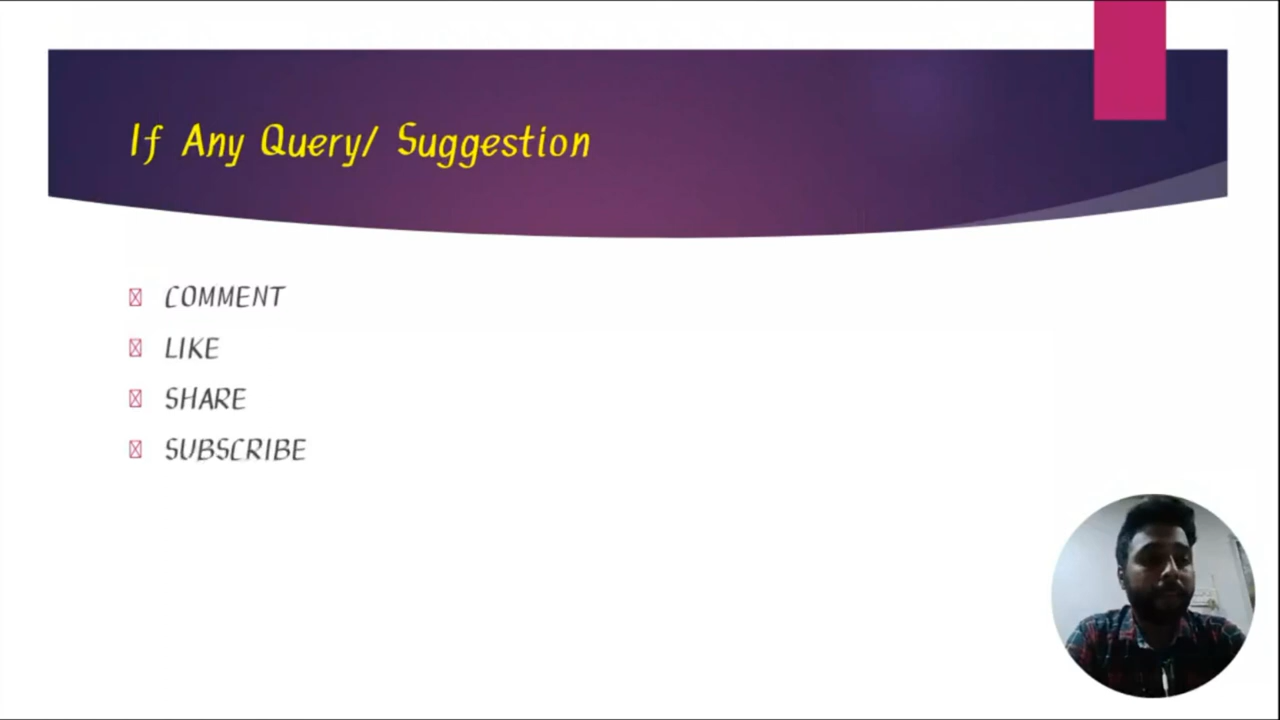 If Any Query/ Suggestion
COMMENT
LIKE
SHARE
SUBSCRIBE